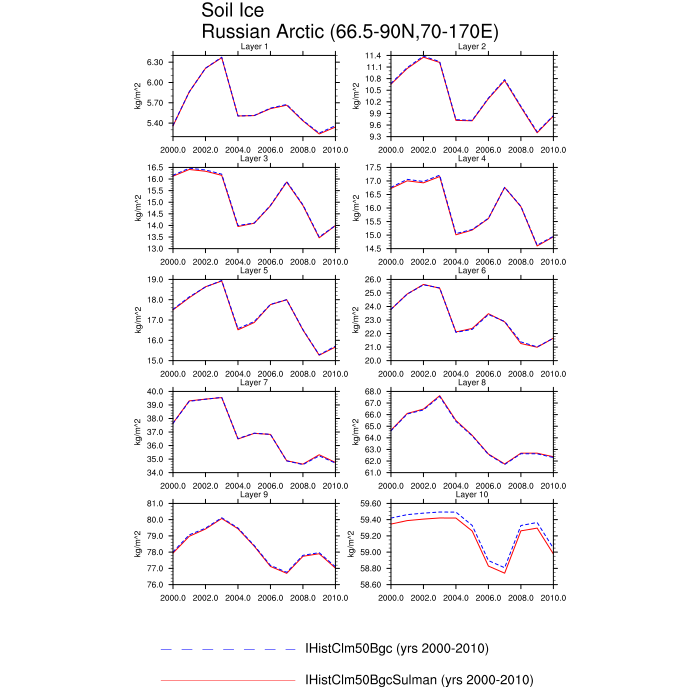 Soil Ice
Russian Arctic (66.5-90N,70-170E)
Layer 1
Layer 2
kg/m^2
6.30
6.00
5.70
5.40
2000.0 2002.0 2004.0 2006.0 2008.0 2010.0
kg/m^2
11.4
11.1
10.8
10.5
10.2
9.9
9.6
9.3
2000.0 2002.0 2004.0 2006.0 2008.0 2010.0
Layer 3
Layer 4
kg/m^2
16.5
16.0
15.5
15.0
14.5
14.0
13.5
13.0
2000.0 2002.0 2004.0 2006.0 2008.0 2010.0
kg/m^2
17.5
17.0
16.5
16.0
15.5
15.0
14.5
2000.0 2002.0 2004.0 2006.0 2008.0 2010.0
Layer 5
Layer 6
kg/m^2
19.0
18.0
17.0
16.0
15.0
2000.0 2002.0 2004.0 2006.0 2008.0 2010.0
kg/m^2
26.0
25.0
24.0
23.0
22.0
21.0
20.0
2000.0 2002.0 2004.0 2006.0 2008.0 2010.0
Layer 7
Layer 8
kg/m^2
40.0
39.0
38.0
37.0
36.0
35.0
34.0
2000.0 2002.0 2004.0 2006.0 2008.0 2010.0
kg/m^2
68.0
67.0
66.0
65.0
64.0
63.0
62.0
61.0
2000.0 2002.0 2004.0 2006.0 2008.0 2010.0
Layer 9
Layer 10
kg/m^2
81.0
80.0
79.0
78.0
77.0
76.0
2000.0 2002.0 2004.0 2006.0 2008.0 2010.0
kg/m^2
59.60
59.40
59.20
59.00
58.80
58.60
2000.0 2002.0 2004.0 2006.0 2008.0 2010.0
IHistClm50Bgc (yrs 2000-2010)
IHistClm50BgcSulman (yrs 2000-2010)